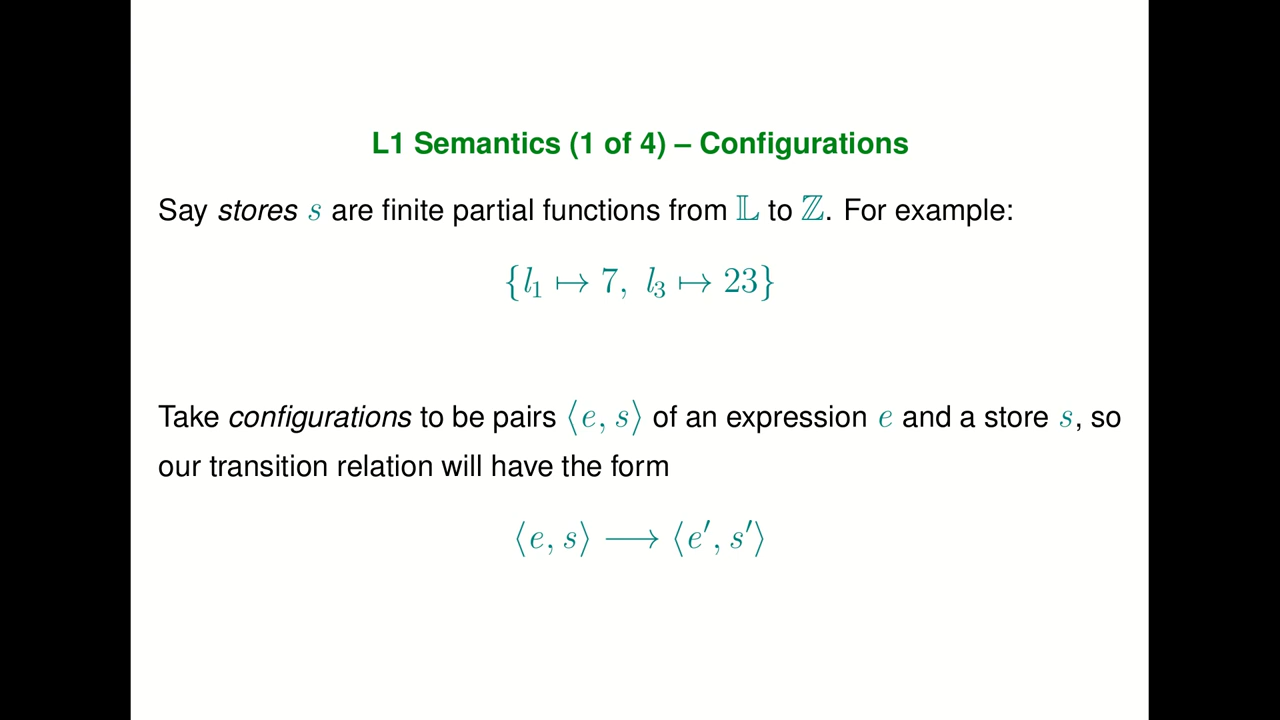 L1 Semantics (1 of 4) – Configurations
Say stores s are finite partial functions from 𝕃 to ℤ. For example:
{l₁ ↦ 7, l₃ ↦ 23}
Take configurations to be pairs ⟨e, s⟩ of an expression e and a store s, so
our transition relation will have the form
⟨e, s⟩ ⟶ ⟨e′, s′⟩